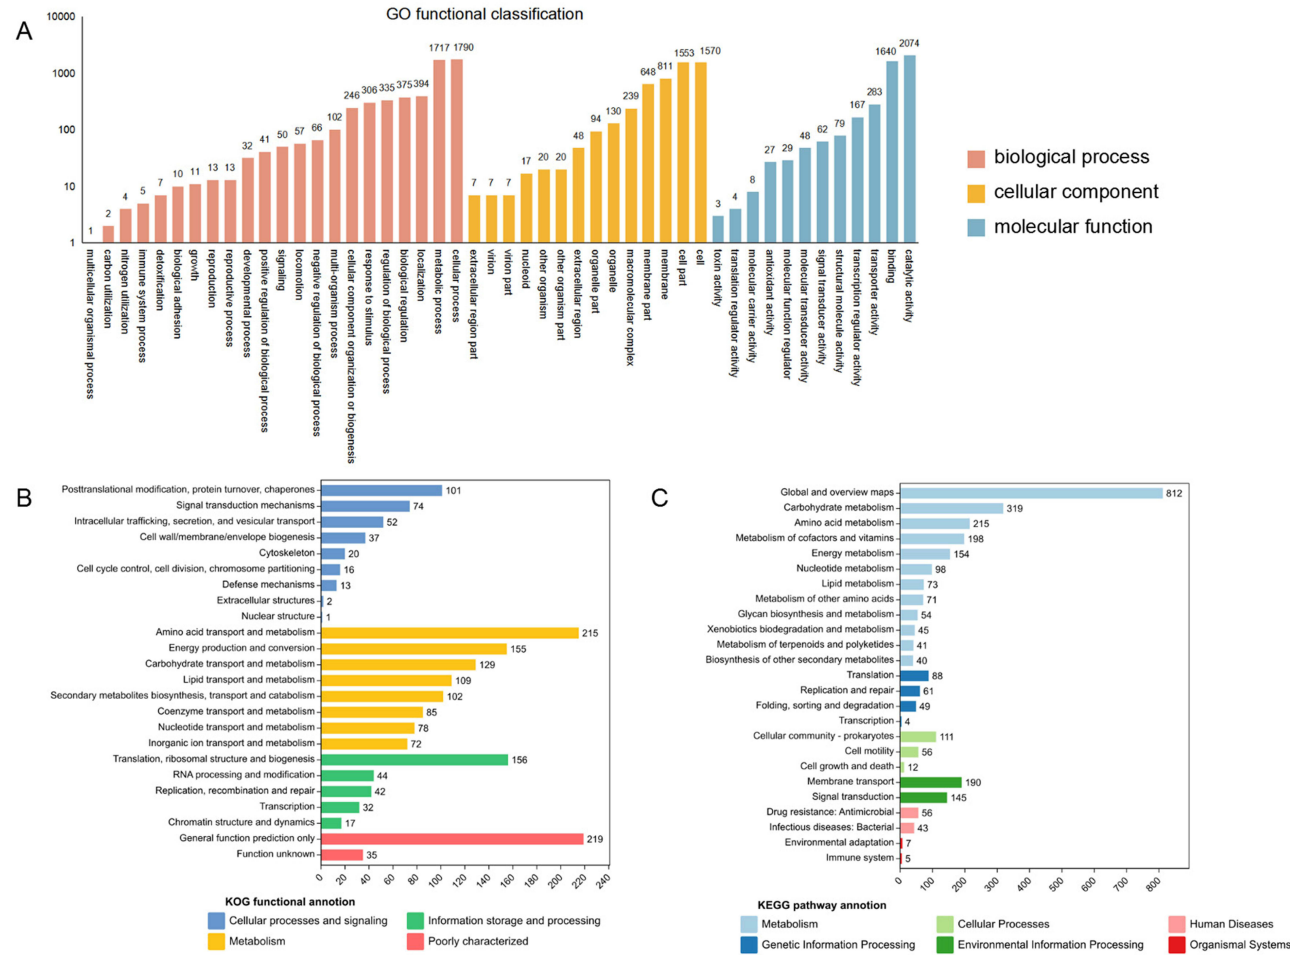 A
GO functional classification
10000
1000
100
10
1
1
2
4
5
7
10
11
13
13
32
41
50
57
66
102
246
306
335
375
394
1717
1790
7
7
7
17
20
20
48
94
130
239
648
811
1553
1570
3
4
8
27
29
48
62
79
167
283
1640
2074
multicellular organismal process
carbon utilization
nitrogen utilization
immune system process
detoxification
biological adhesion
growth
reproduction
reproductive process
developmental process
positive regulation of biological process
signaling
locomotion
negative regulation of biological process
multi-organism process
cellular component organization or biogenesis
response to stimulus
regulation of biological process
biological regulation
localization
metabolic process
cellular process
extracellular region part
virion
virion part
nucleoid
other organism
other organism part
extracellular region
organelle part
organelle
macromolecular complex
membrane part
membrane
cell part
cell
toxin activity
translation regulator activity
molecular carrier activity
antioxidant activity
molecular function regulator
molecular transducer activity
signal transducer activity
structural molecule activity
transcription regulator activity
transporter activity
binding
catalytic activity
biological process
cellular component
molecular function
B
Posttranslational modification, protein turnover, chaperones 101
Signal transduction mechanisms 74
Intracellular trafficking, secretion, and vesicular transport 52
Cell wall/membrane/envelope biogenesis 37
Cytoskeleton 20
Cell cycle control, cell division, chromosome partitioning 16
Defense mechanisms 13
Extracellular structures 2
Nuclear structure 1
Amino acid transport and metabolism 215
Energy production and conversion 155
Carbohydrate transport and metabolism 129
Lipid transport and metabolism 109
Secondary metabolites biosynthesis, transport and catabolism 102
Coenzyme transport and metabolism 85
Nucleotide transport and metabolism 78
Inorganic ion transport and metabolism 72
Translation, ribosomal structure and biogenesis 156
RNA processing and modification 44
Replication, recombination and repair 42
Transcription 32
Chromatin structure and dynamics 17
General function prediction only 219
Function unknown 35
0 20 40 60 80 100 120 140 160 180 200 220 240
KOG functional annotion
Cellular processes and signaling
Information storage and processing
Metabolism
Poorly characterized
C
Global and overview maps 812
Carbohydrate metabolism 319
Amino acid metabolism 215
Metabolism of cofactors and vitamins 198
Energy metabolism 154
Nucleotide metabolism 98
Lipid metabolism 73
Metabolism of other amino acids 71
Glycan biosynthesis and metabolism 54
Xenobiotics biodegradation and metabolism 45
Metabolism of terpenoids and polyketides 41
Biosynthesis of other secondary metabolites 40
Translation 88
Replication and repair 61
Folding, sorting and degradation 49
Transcription 4
Cellular community - prokaryotes 111
Cell motility 56
Cell growth and death 12
Membrane transport 190
Signal transduction 145
Drug resistance: Antimicrobial 56
Infectious diseases: Bacterial 43
Environmental adaptation 7
Immune system 5
0 100 200 300 400 500 600 700 800
KEGG pathway annotion
Metabolism
Cellular Processes
Human Diseases
Genetic Information Processing
Environmental Information Processing
Organismal Systems